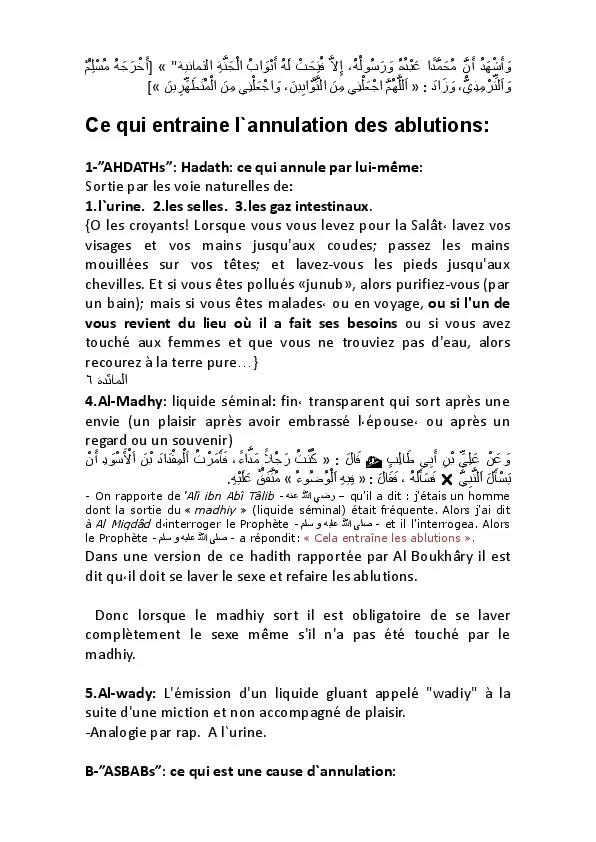 وَأَشْهَدُ أَنَّ مُحَمَّدًا عَبْدُهُ وَرَسُولُهُ، إِلاَّ فُتِحَتْ لَهُ أَبْوَابُ الْجَنَّةِ الثمانية" » [أَخْرَجَهُ مُسْلِمٌ
وَاَلتِّرْمِذِيُّ، وَزَادَ : « اَللَّهُمَّ اجْعَلْنِي مِنَ التَّوَّابِينَ، وَاجْعَلْنِي مِنَ الْمُتَطَهِّرِينَ »]
Ce qui entraine l`annulation des ablutions:
1-"AHDATHs": Hadath: ce qui annule par lui-même:
Sortie par les voie naturelles de:
1.l`urine. 2.les selles. 3.les gaz intestinaux.
{O les croyants! Lorsque vous vous levez pour la Salât، lavez vos
visages et vos mains jusqu'aux coudes; passez les mains
mouillées sur vos têtes; et lavez-vous les pieds jusqu'aux
chevilles. Et si vous êtes pollués «junub», alors purifiez-vous (par
un bain); mais si vous êtes malades، ou en voyage, ou si l'un de
vous revient du lieu où il a fait ses besoins ou si vous avez
touché aux femmes et que vous ne trouviez pas d'eau, alors
recourez à la terre pure...}
المائدة ٦
4.Al-Madhy: liquide séminal: fin، transparent qui sort après une
envie (un plaisir après avoir embrassé l،épouse، ou après un
regard ou un souvenir)
وَعَنْ عَلِيِّ بْنِ أَبِي طَالِبٍ قَالَ : « كُنْتُ رَجُلاً مَذَّاءً، فَأَمَرْتُ اَلْمِقْدَادَ بْنَ اَلْأَسْوَدِ أَنْ
يَسْأَلَ اَلنَّبِيَّ ✖ فَسَأَلَهُ ، فَقَالَ : « فِيهِ اَلْوُضُوءُ » مُتَّفَقٌ عَلَيْهِ.
- On rapporte de 'Alî ibn Abî Tâlib - رضي الله عنه – qu'il a dit : j'étais un homme
dont la sortie du « madhiy » (liquide séminal) était fréquente. Alors j'ai dit
à Al Miqdâd d،interroger le Prophète - صلى الله عليه و سلم - et il l'interrogea. Alors
le Prophète - صلى الله عليه و سلم - a répondit: « Cela entraîne les ablutions ».
Dans une version de ce hadith rapportée par Al Boukhâry il est
dit qu،il doit se laver le sexe et refaire les ablutions.
Donc lorsque le madhiy sort il est obligatoire de se laver
complètement le sexe même s'il n'a pas été touché par le
madhiy.
5.Al-wady: L'émission d'un liquide gluant appelé "wadiy" à la
suite d'une miction et non accompagné de plaisir.
-Analogie par rap. A l`urine.
B-"ASBABs": ce qui est une cause d`annulation: